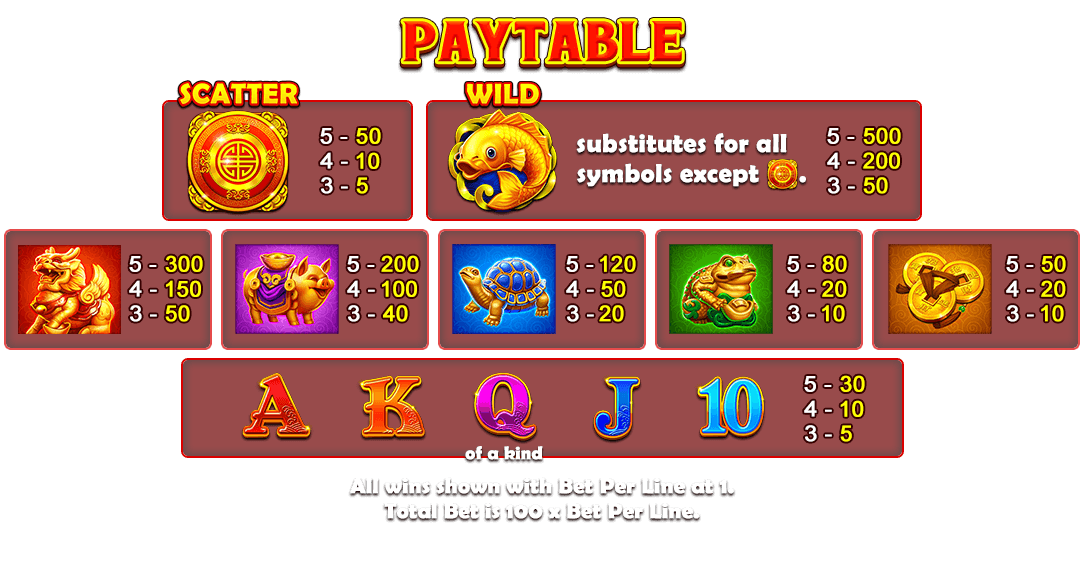 PAYTABLE
SCATTER
5 - 50
4 - 10
3 - 5
WILD
substitutes for all
symbols except .
5 - 500
4 - 200
3 - 50
5 - 300
4 - 150
3 - 50
5 - 200
4 - 100
3 - 40
5 - 120
4 - 50
3 - 20
5 - 80
4 - 20
3 - 10
5 - 50
4 - 20
3 - 10
A K Q J 10
5 - 30
4 - 10
3 - 5
of a kind
All wins shown with Bet Per Line at 1.
Total Bet is 100 x Bet Per Line.